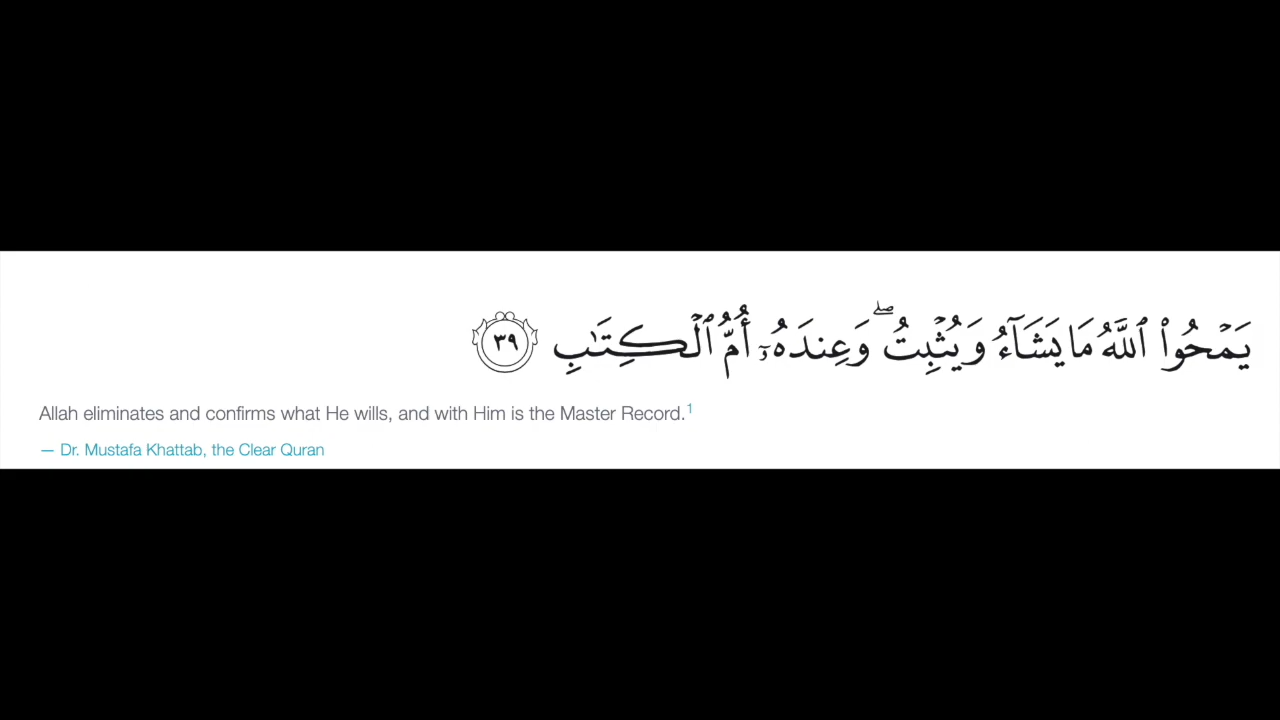 يَمْحُوا۟ ٱللَّهُ مَا يَشَآءُ وَيُثْبِتُ ۖ وَعِندَهُۥٓ أُمُّ ٱلْكِتَـٰبِ ٣٩
Allah eliminates and confirms what He wills, and with Him is the Master Record.1
— Dr. Mustafa Khattab, the Clear Quran